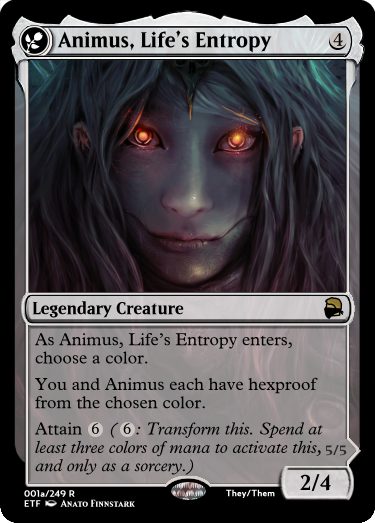 Animus, Life's Entropy 4
Legendary Creature
As Animus, Life's Entropy enters,
choose a color.
You and Animus each have hexproof
from the chosen color.
Attain 6 ( 6: Transform this. Spend at
least three colors of mana to activate this,
and only as a sorcery.)
5/5
2/4
001a/249 R
They/Them
ETF Anato Finnstark